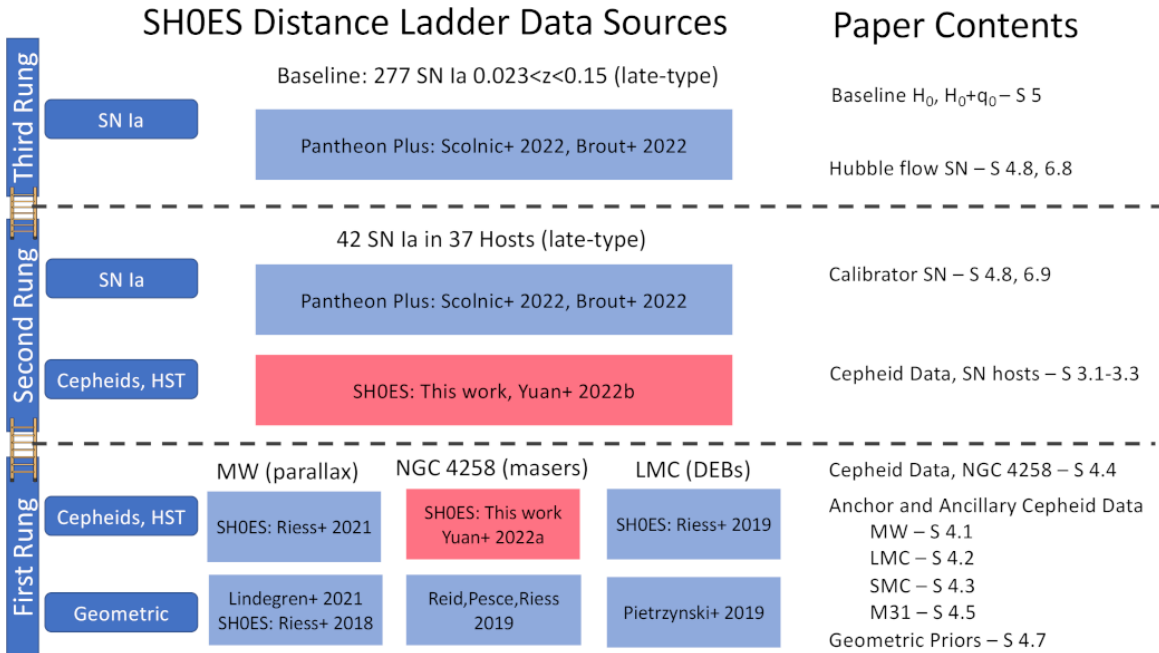 SH0ES Distance Ladder Data Sources
Paper Contents
Third Rung
Baseline: 277 SN Ia 0.023<z<0.15 (late-type)
SN Ia
Pantheon Plus: Scolnic+ 2022, Brout+ 2022
Baseline H₀, H₀+q₀ – S 5
Hubble flow SN – S 4.8, 6.8
Second Rung
42 SN Ia in 37 Hosts (late-type)
SN Ia
Pantheon Plus: Scolnic+ 2022, Brout+ 2022
Calibrator SN – S 4.8, 6.9
Cepheids, HST
SH0ES: This work, Yuan+ 2022b
Cepheid Data, SN hosts – S 3.1-3.3
First Rung
MW (parallax)
NGC 4258 (masers)
LMC (DEBs)
Cepheids, HST
SH0ES: Riess+ 2021
SH0ES: This work
Yuan+ 2022a
SH0ES: Riess+ 2019
Geometric
Lindegren+ 2021
SH0ES: Riess+ 2018
Reid,Pesce,Riess
2019
Pietrzynski+ 2019
Cepheid Data, NGC 4258 – S 4.4
Anchor and Ancillary Cepheid Data
MW – S 4.1
LMC – S 4.2
SMC – S 4.3
M31 – S 4.5
Geometric Priors – S 4.7